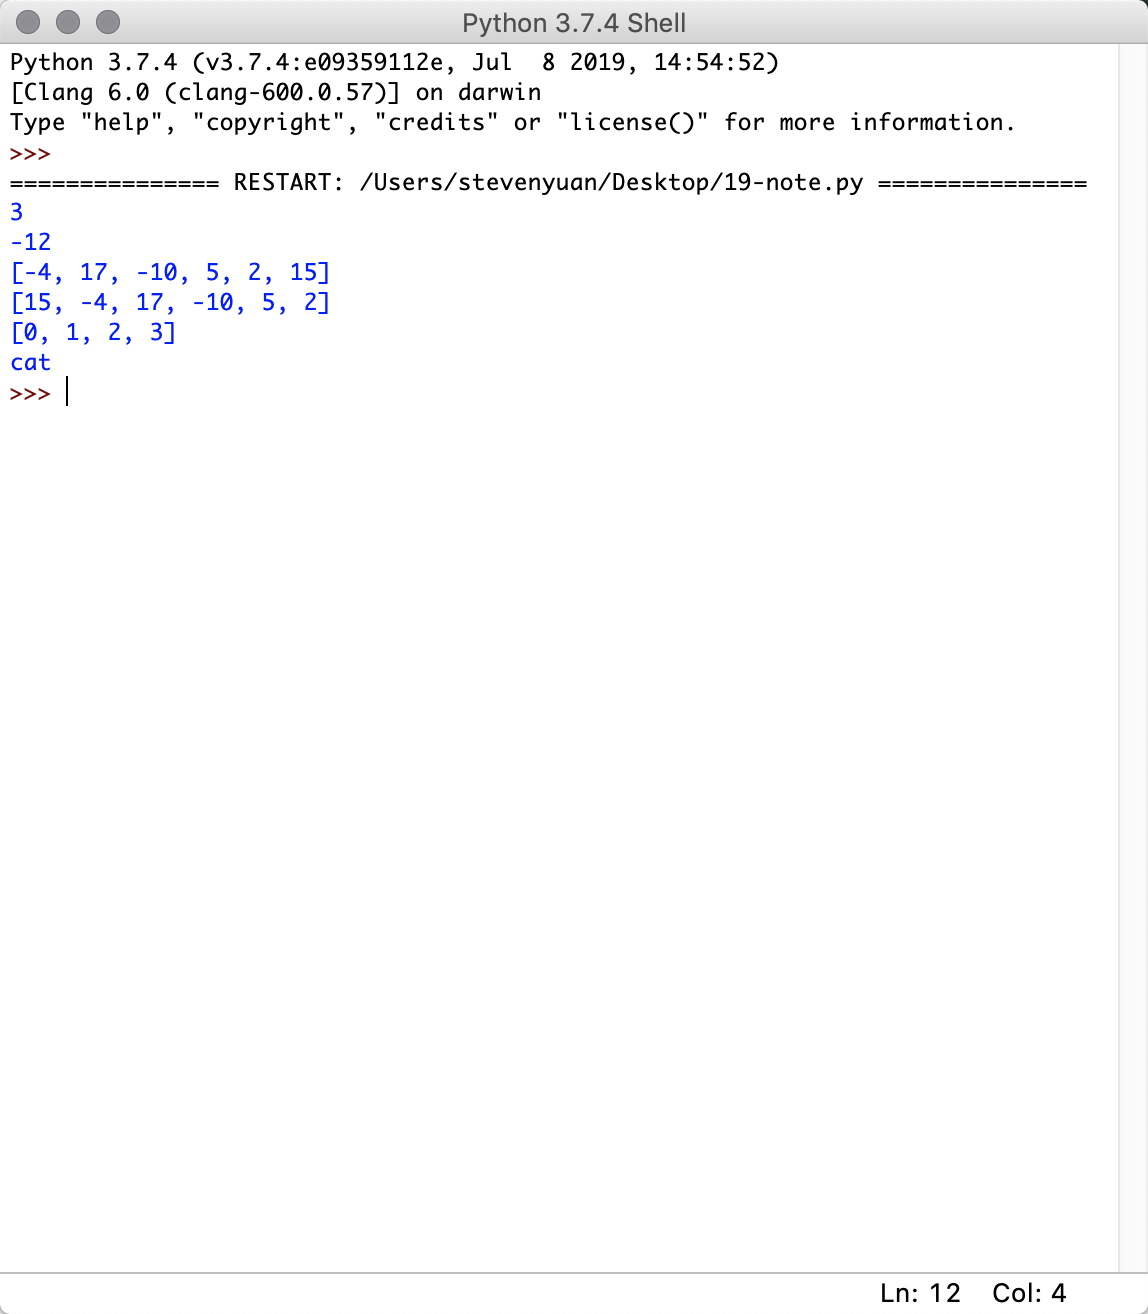 Python 3.7.4 Shell
Python 3.7.4 (v3.7.4:e09359112e, Jul  8 2019, 14:54:52)
[Clang 6.0 (clang-600.0.57)] on darwin
Type "help", "copyright", "credits" or "license()" for more information.
>>>
=============== RESTART: /Users/stevenyuan/Desktop/19-note.py ===============
3
-12
[-4, 17, -10, 5, 2, 15]
[15, -4, 17, -10, 5, 2]
[0, 1, 2, 3]
cat
>>>
Ln: 12 Col: 4